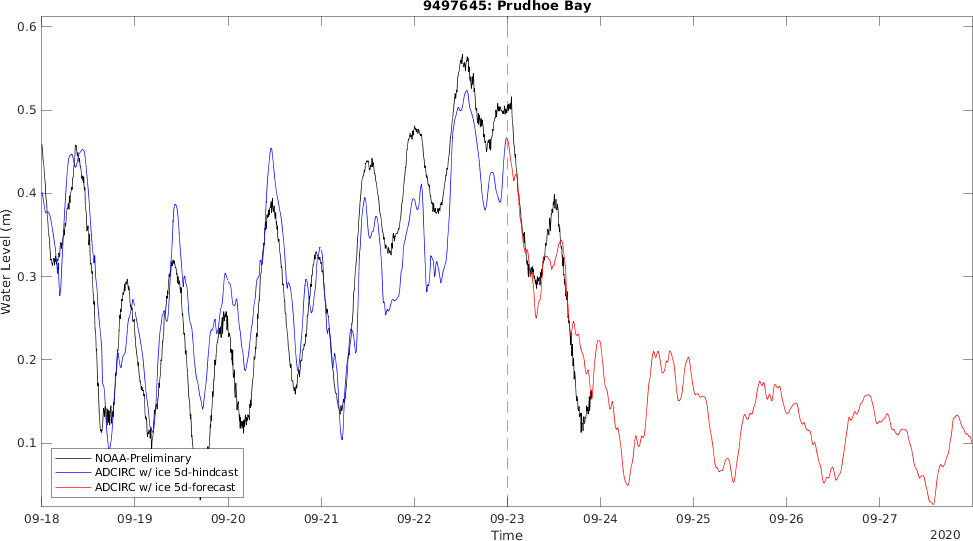 9497645: Prudhoe Bay
0.6
0.5
0.4
0.3
0.2
0.1
Water Level (m)
NOAA-Preliminary
ADCIRC w/ ice 5d-hindcast
ADCIRC w/ ice 5d-forecast
09-18 09-19 09-20 09-21 09-22 09-23 09-24 09-25 09-26 09-27
Time
2020